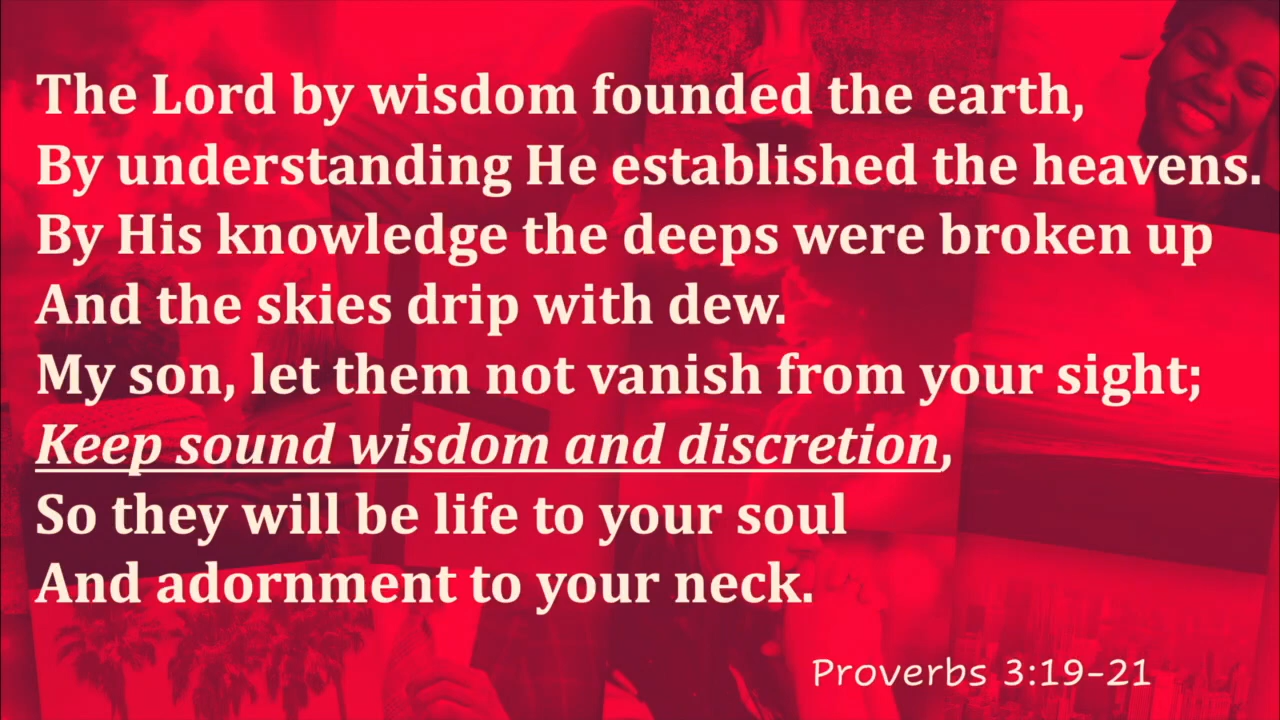 The Lord by wisdom founded the earth,
By understanding He established the heavens.
By His knowledge the deeps were broken up
And the skies drip with dew.
My son, let them not vanish from your sight;
Keep sound wisdom and discretion,
So they will be life to your soul
And adornment to your neck.
Proverbs 3:19-21